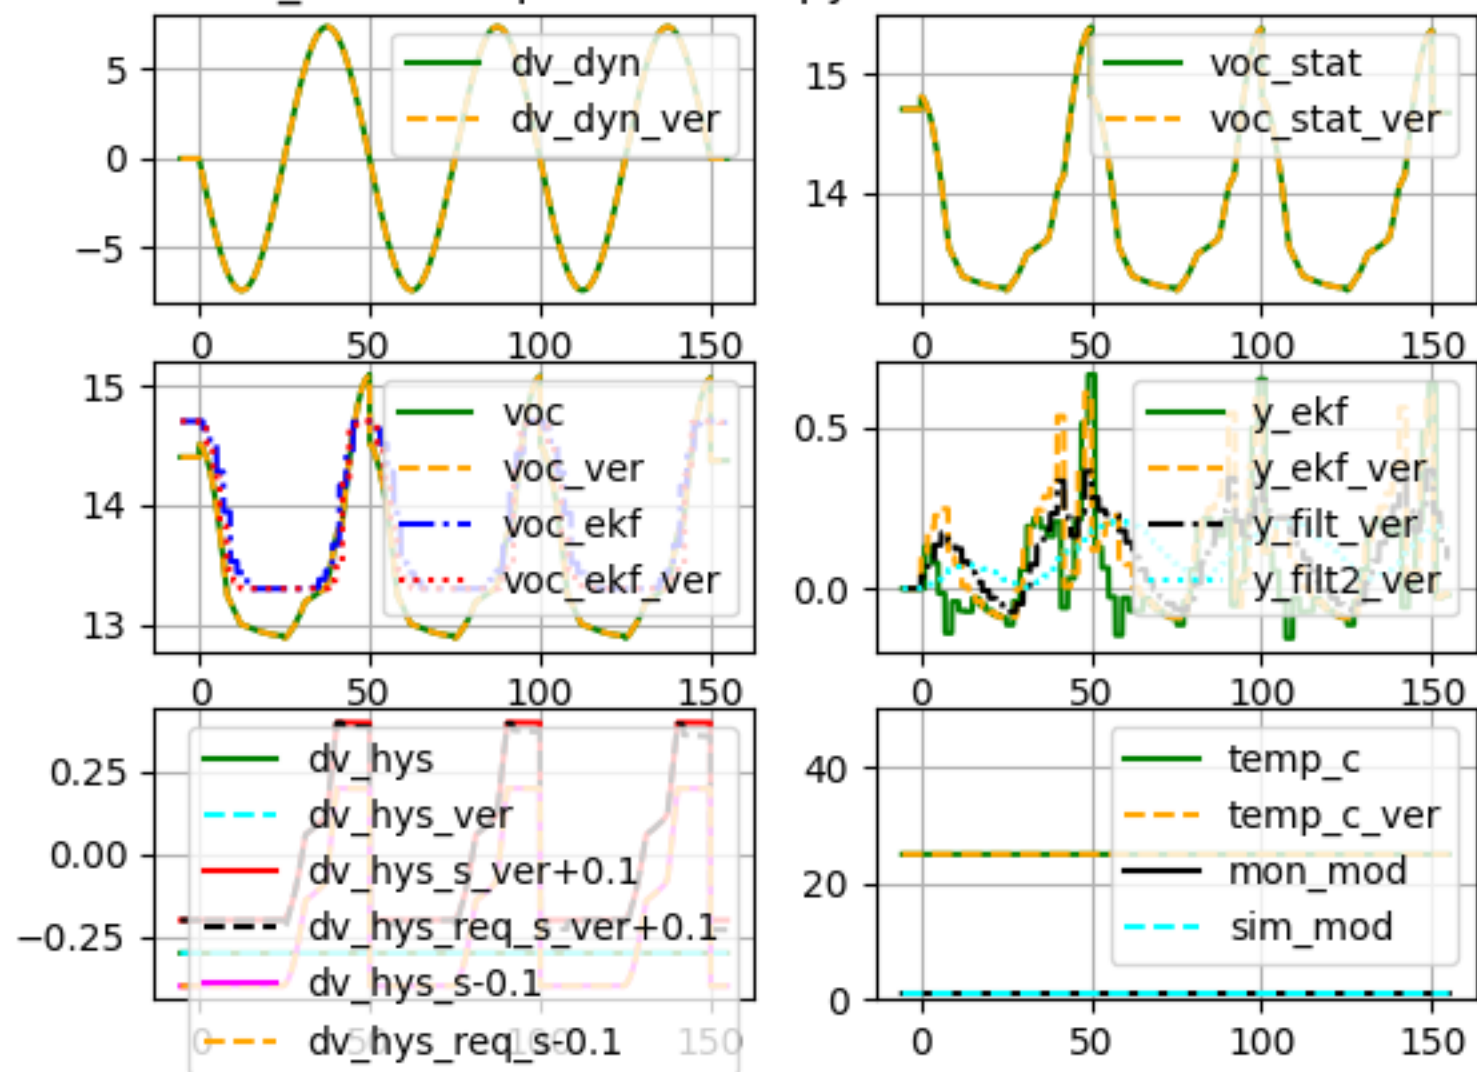 5
0
−5
0 50 100 150
dv_dyn
dv_dyn_ver
15
14
0 50 100 150
voc_stat
voc_stat_ver
15
14
13
0 50 100 150
voc
voc_ver
voc_ekf
voc_ekf_ver
0.5
0.0
0 50 100 150
y_ekf
y_ekf_ver
y_filt_ver
y_filt2_ver
0.25
0.00
−0.25
0 50 100 150
dv_hys
dv_hys_ver
dv_hys_s_ver+0.1
dv_hys_req_s_ver+0.1
dv_hys_s-0.1
dv_hys_req_s-0.1
40
20
0
0 50 100 150
temp_c
temp_c_ver
mon_mod
sim_mod